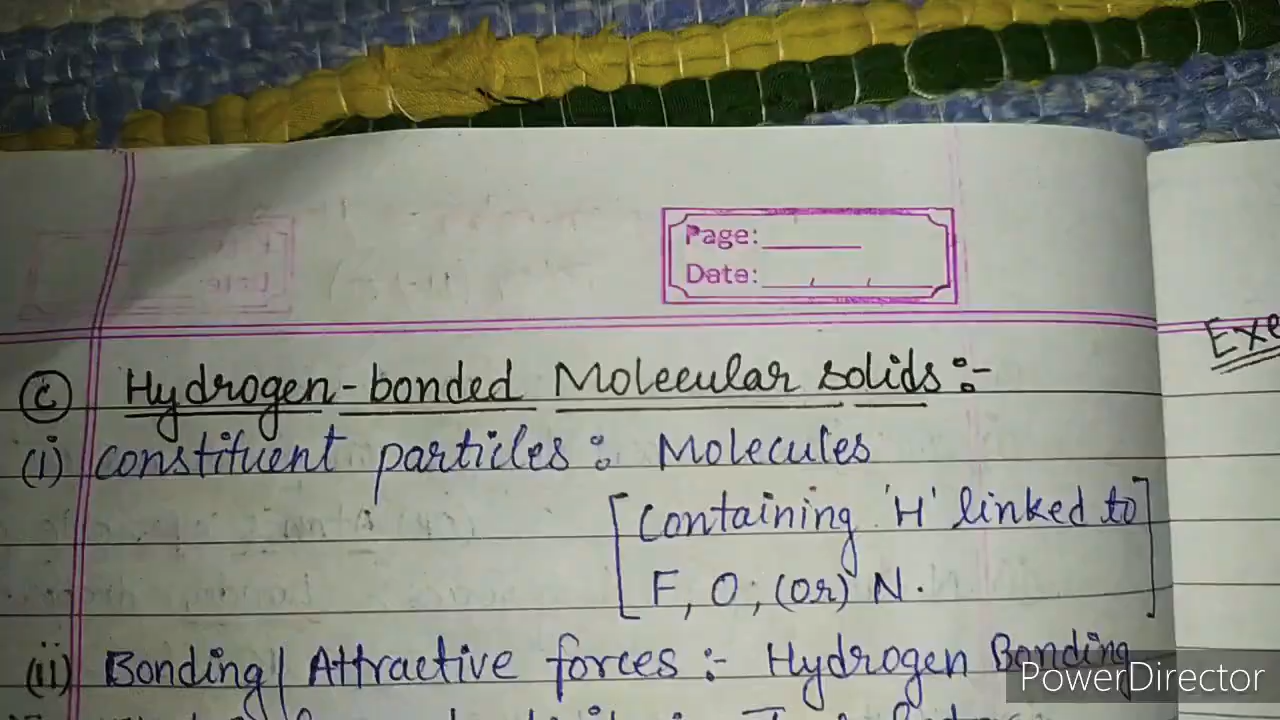 Page:
Date:
Exe
(c) Hydrogen-bonded Molecular solids :-
(i) constituent particles : Molecules
[Containing 'H' linked to
F, O, (or) N.]
(ii) Bonding/ Attractive forces :- Hydrogen Bonding
PowerDirector